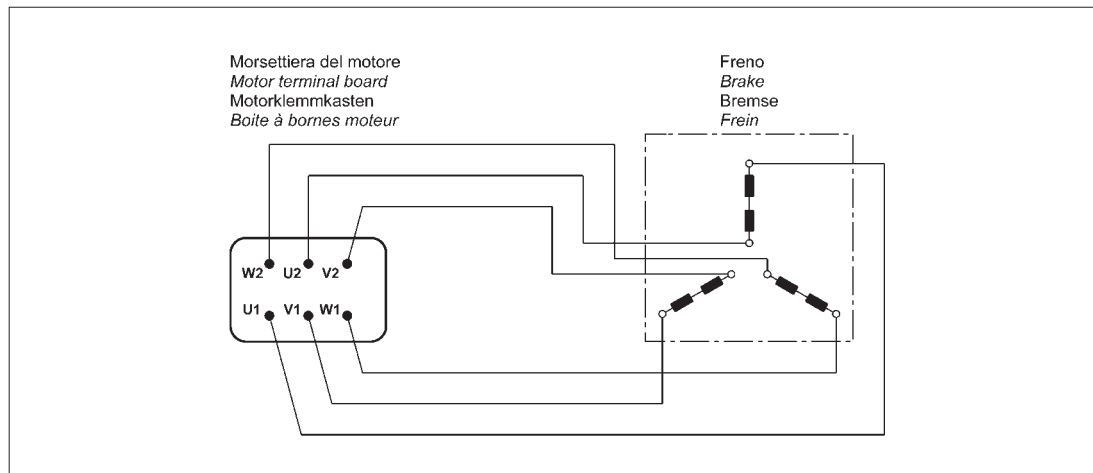 Morsettiera del motore
Motor terminal board
Motorklemmkasten
Boite à bornes moteur
Freno
Brake
Bremse
Frein
W2 U2 V2
U1 V1 W1